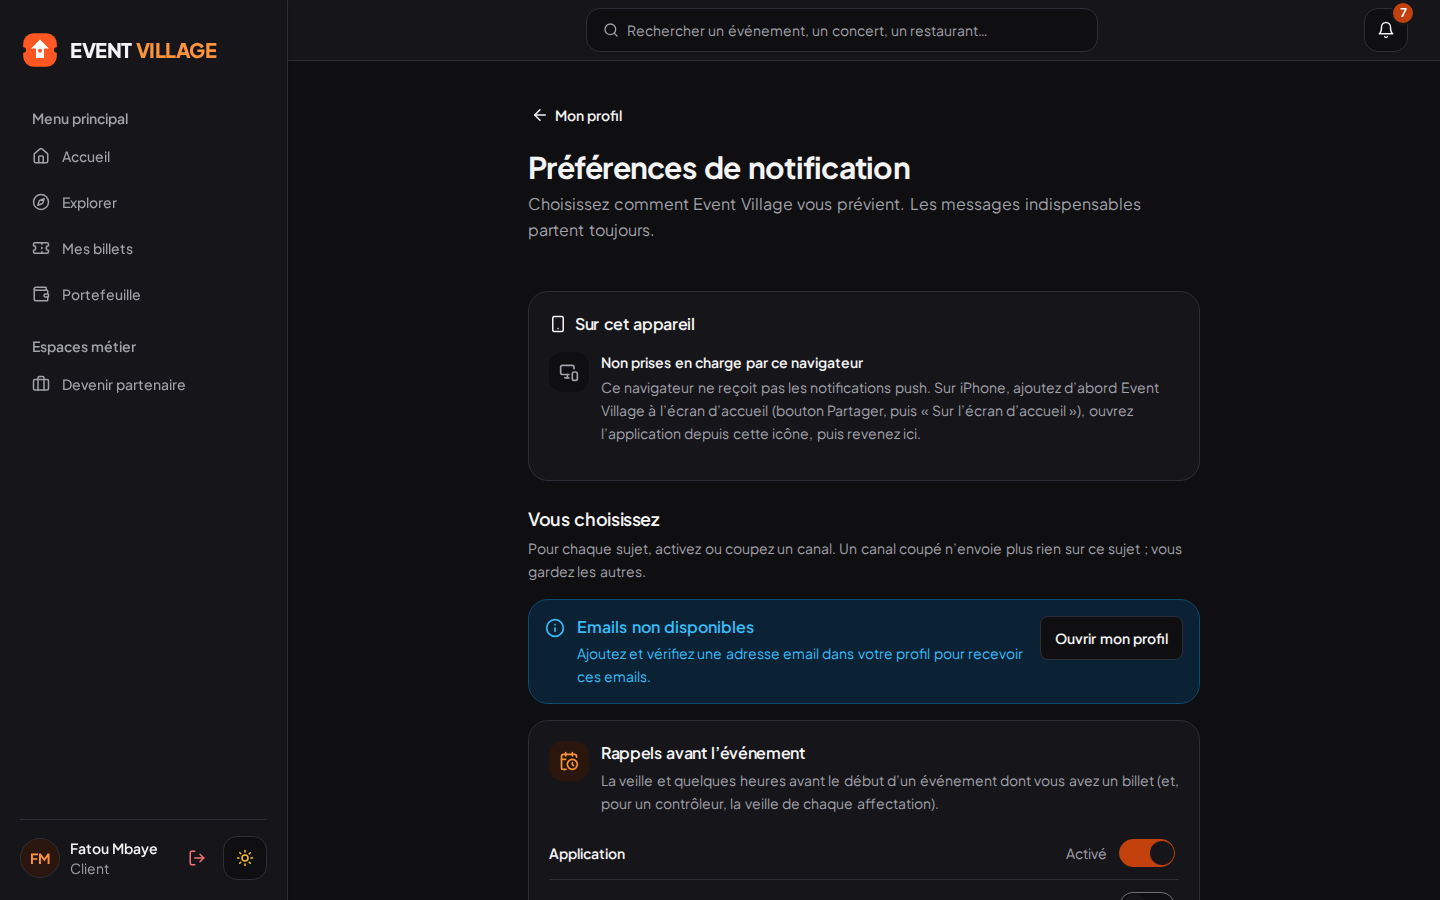 EVENT VILLAGE
Rechercher un événement, un concert, un restaurant…
7
Menu principal
Accueil
Explorer
Mes billets
Portefeuille
Espaces métier
Devenir partenaire
FM
Fatou Mbaye
Client
Mon profil
Préférences de notification
Choisissez comment Event Village vous prévient. Les messages indispensables
partent toujours.
Sur cet appareil
Non prises en charge par ce navigateur
Ce navigateur ne reçoit pas les notifications push. Sur iPhone, ajoutez d’abord Event
Village à l’écran d’accueil (bouton Partager, puis « Sur l’écran d’accueil »), ouvrez
l’application depuis cette icône, puis revenez ici.
Vous choisissez
Pour chaque sujet, activez ou coupez un canal. Un canal coupé n’envoie plus rien sur ce sujet ; vous
gardez les autres.
Emails non disponibles
Ajoutez et vérifiez une adresse email dans votre profil pour recevoir
ces emails.
Ouvrir mon profil
Rappels avant l’événement
La veille et quelques heures avant le début d’un événement dont vous avez un billet (et,
pour un contrôleur, la veille de chaque affectation).
Application
Activé